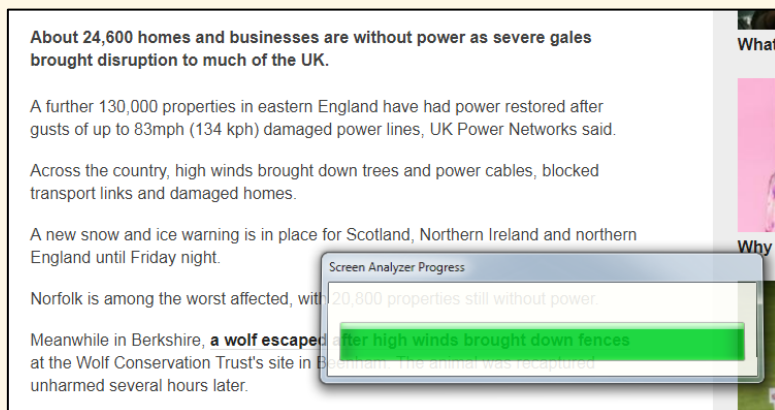 About 24,600 homes and businesses are without power as severe gales
brought disruption to much of the UK.
What
A further 130,000 properties in eastern England have had power restored after
gusts of up to 83mph (134 kph) damaged power lines, UK Power Networks said.
Across the country, high winds brought down trees and power cables, blocked
transport links and damaged homes.
A new snow and ice warning is in place for Scotland, Northern Ireland and northern
England until Friday night.
Why
Screen Analyzer Progress
Norfolk is among the worst affected, with 20,800 properties still without power.
Meanwhile in Berkshire, a wolf escaped after high winds brought down fences
at the Wolf Conservation Trust's site in Beenham. The animal was recaptured
unharmed several hours later.